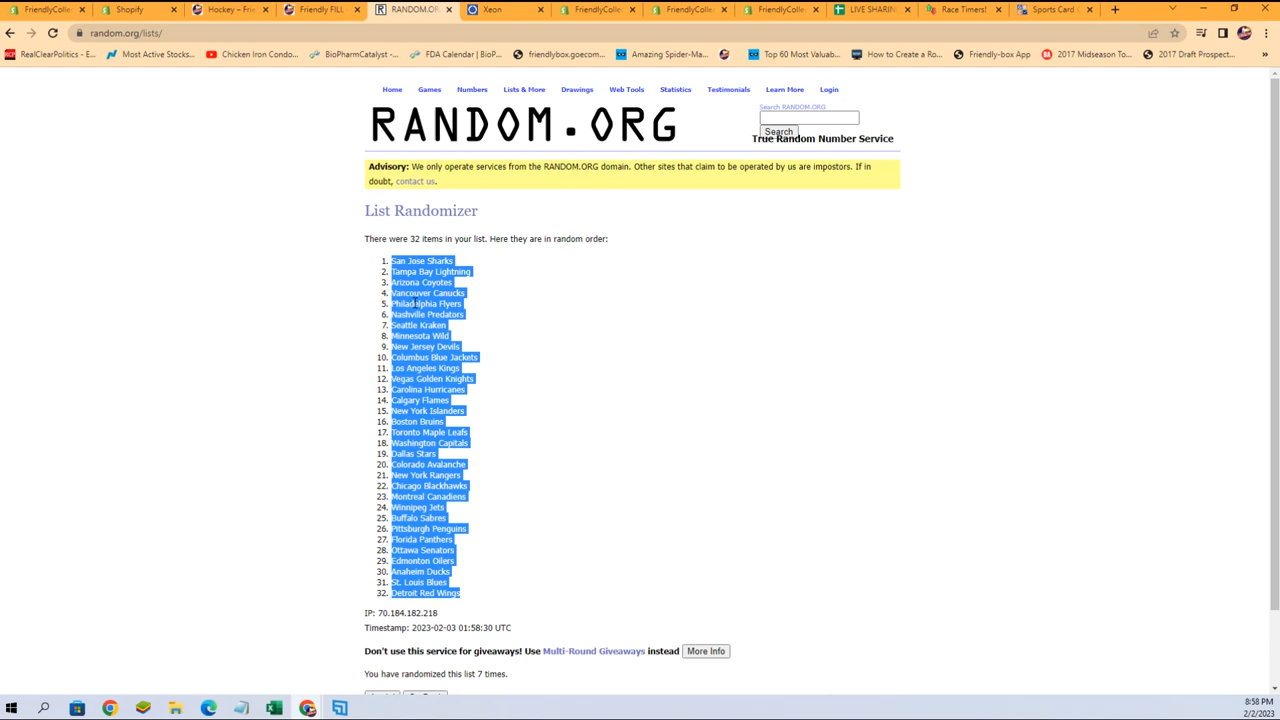 Shopify
Hockey – Frie
Friendly FILL
RANDOM.OR
Xeon
FriendlyCollec
FriendlyCollec
FriendlyCollec
LIVE SHARIN
Race Timers!
Sports Card
random.org/lists/
RealClearPolitics - E...
Most Active Stocks...
Chicken Iron Condo...
BioPharmCatalyst -...
FDA Calendar | BioP...
friendlybox.goecom...
Amazing Spider-Ma...
Top 60 Most Valuab...
How to Create a Ro...
Friendly-box App
2017 Midseason To...
2017 Draft Prospect...
Home Games Numbers Lists & More Drawings Web Tools Statistics Testimonials Learn More Login
Search RANDOM.ORG
RANDOM.ORG
Search
True Random Number Service
Advisory: We only operate services from the RANDOM.ORG domain. Other sites that claim to be operated by us are impostors. If in
doubt, contact us.
List Randomizer
There were 32 items in your list. Here they are in random order:
1. San Jose Sharks
2. Tampa Bay Lightning
3. Arizona Coyotes
4. Vancouver Canucks
5. Philadelphia Flyers
6. Nashville Predators
7. Seattle Kraken
8. Minnesota Wild
9. New Jersey Devils
10. Columbus Blue Jackets
11. Los Angeles Kings
12. Vegas Golden Knights
13. Carolina Hurricanes
14. Calgary Flames
15. New York Islanders
16. Boston Bruins
17. Toronto Maple Leafs
18. Washington Capitals
19. Dallas Stars
20. Colorado Avalanche
21. New York Rangers
22. Chicago Blackhawks
23. Montreal Canadiens
24. Winnipeg Jets
25. Buffalo Sabres
26. Pittsburgh Penguins
27. Florida Panthers
28. Ottawa Senators
29. Edmonton Oilers
30. Anaheim Ducks
31. St. Louis Blues
32. Detroit Red Wings
IP: 70.184.182.218
Timestamp: 2023-02-03 01:58:30 UTC
Don't use this service for giveaways! Use Multi-Round Giveaways instead More Info
You have randomized this list 7 times.
8:58 PM
2/2/2023